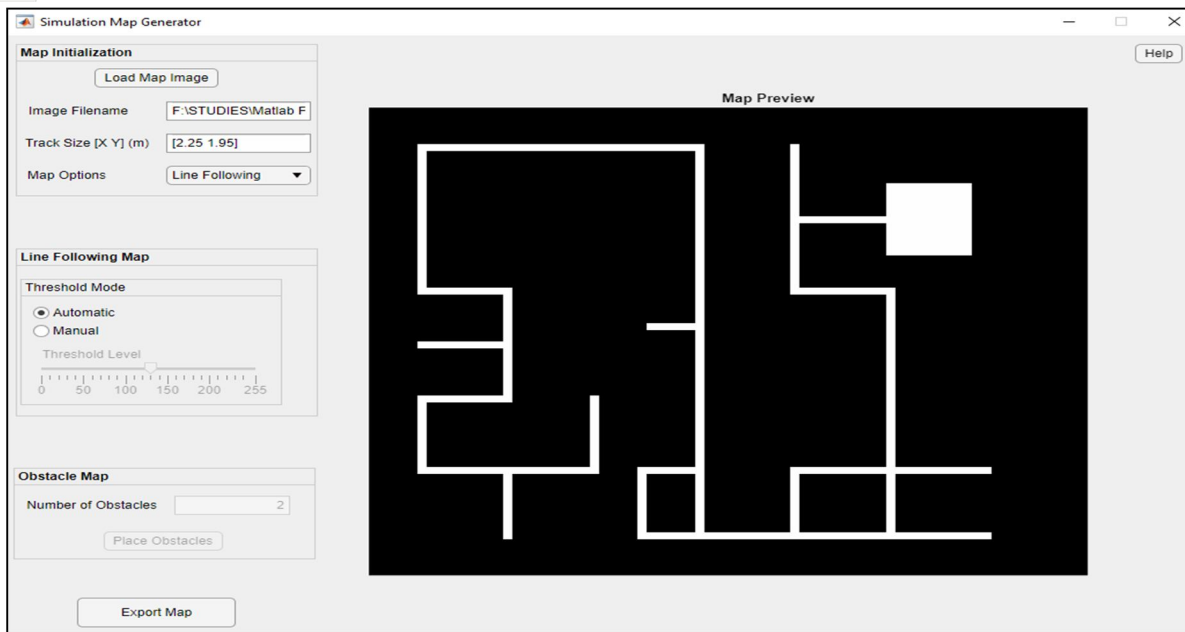 Simulation Map Generator
Map Initialization
Load Map Image
Image Filename F:\STUDIES\Matlab F
Track Size [X Y] (m) [2.25 1.95]
Map Options Line Following
Line Following Map
Threshold Mode
Automatic
Manual
Threshold Level
0 50 100 150 200 255
Obstacle Map
Number of Obstacles 2
Place Obstacles
Export Map
Help
Map Preview